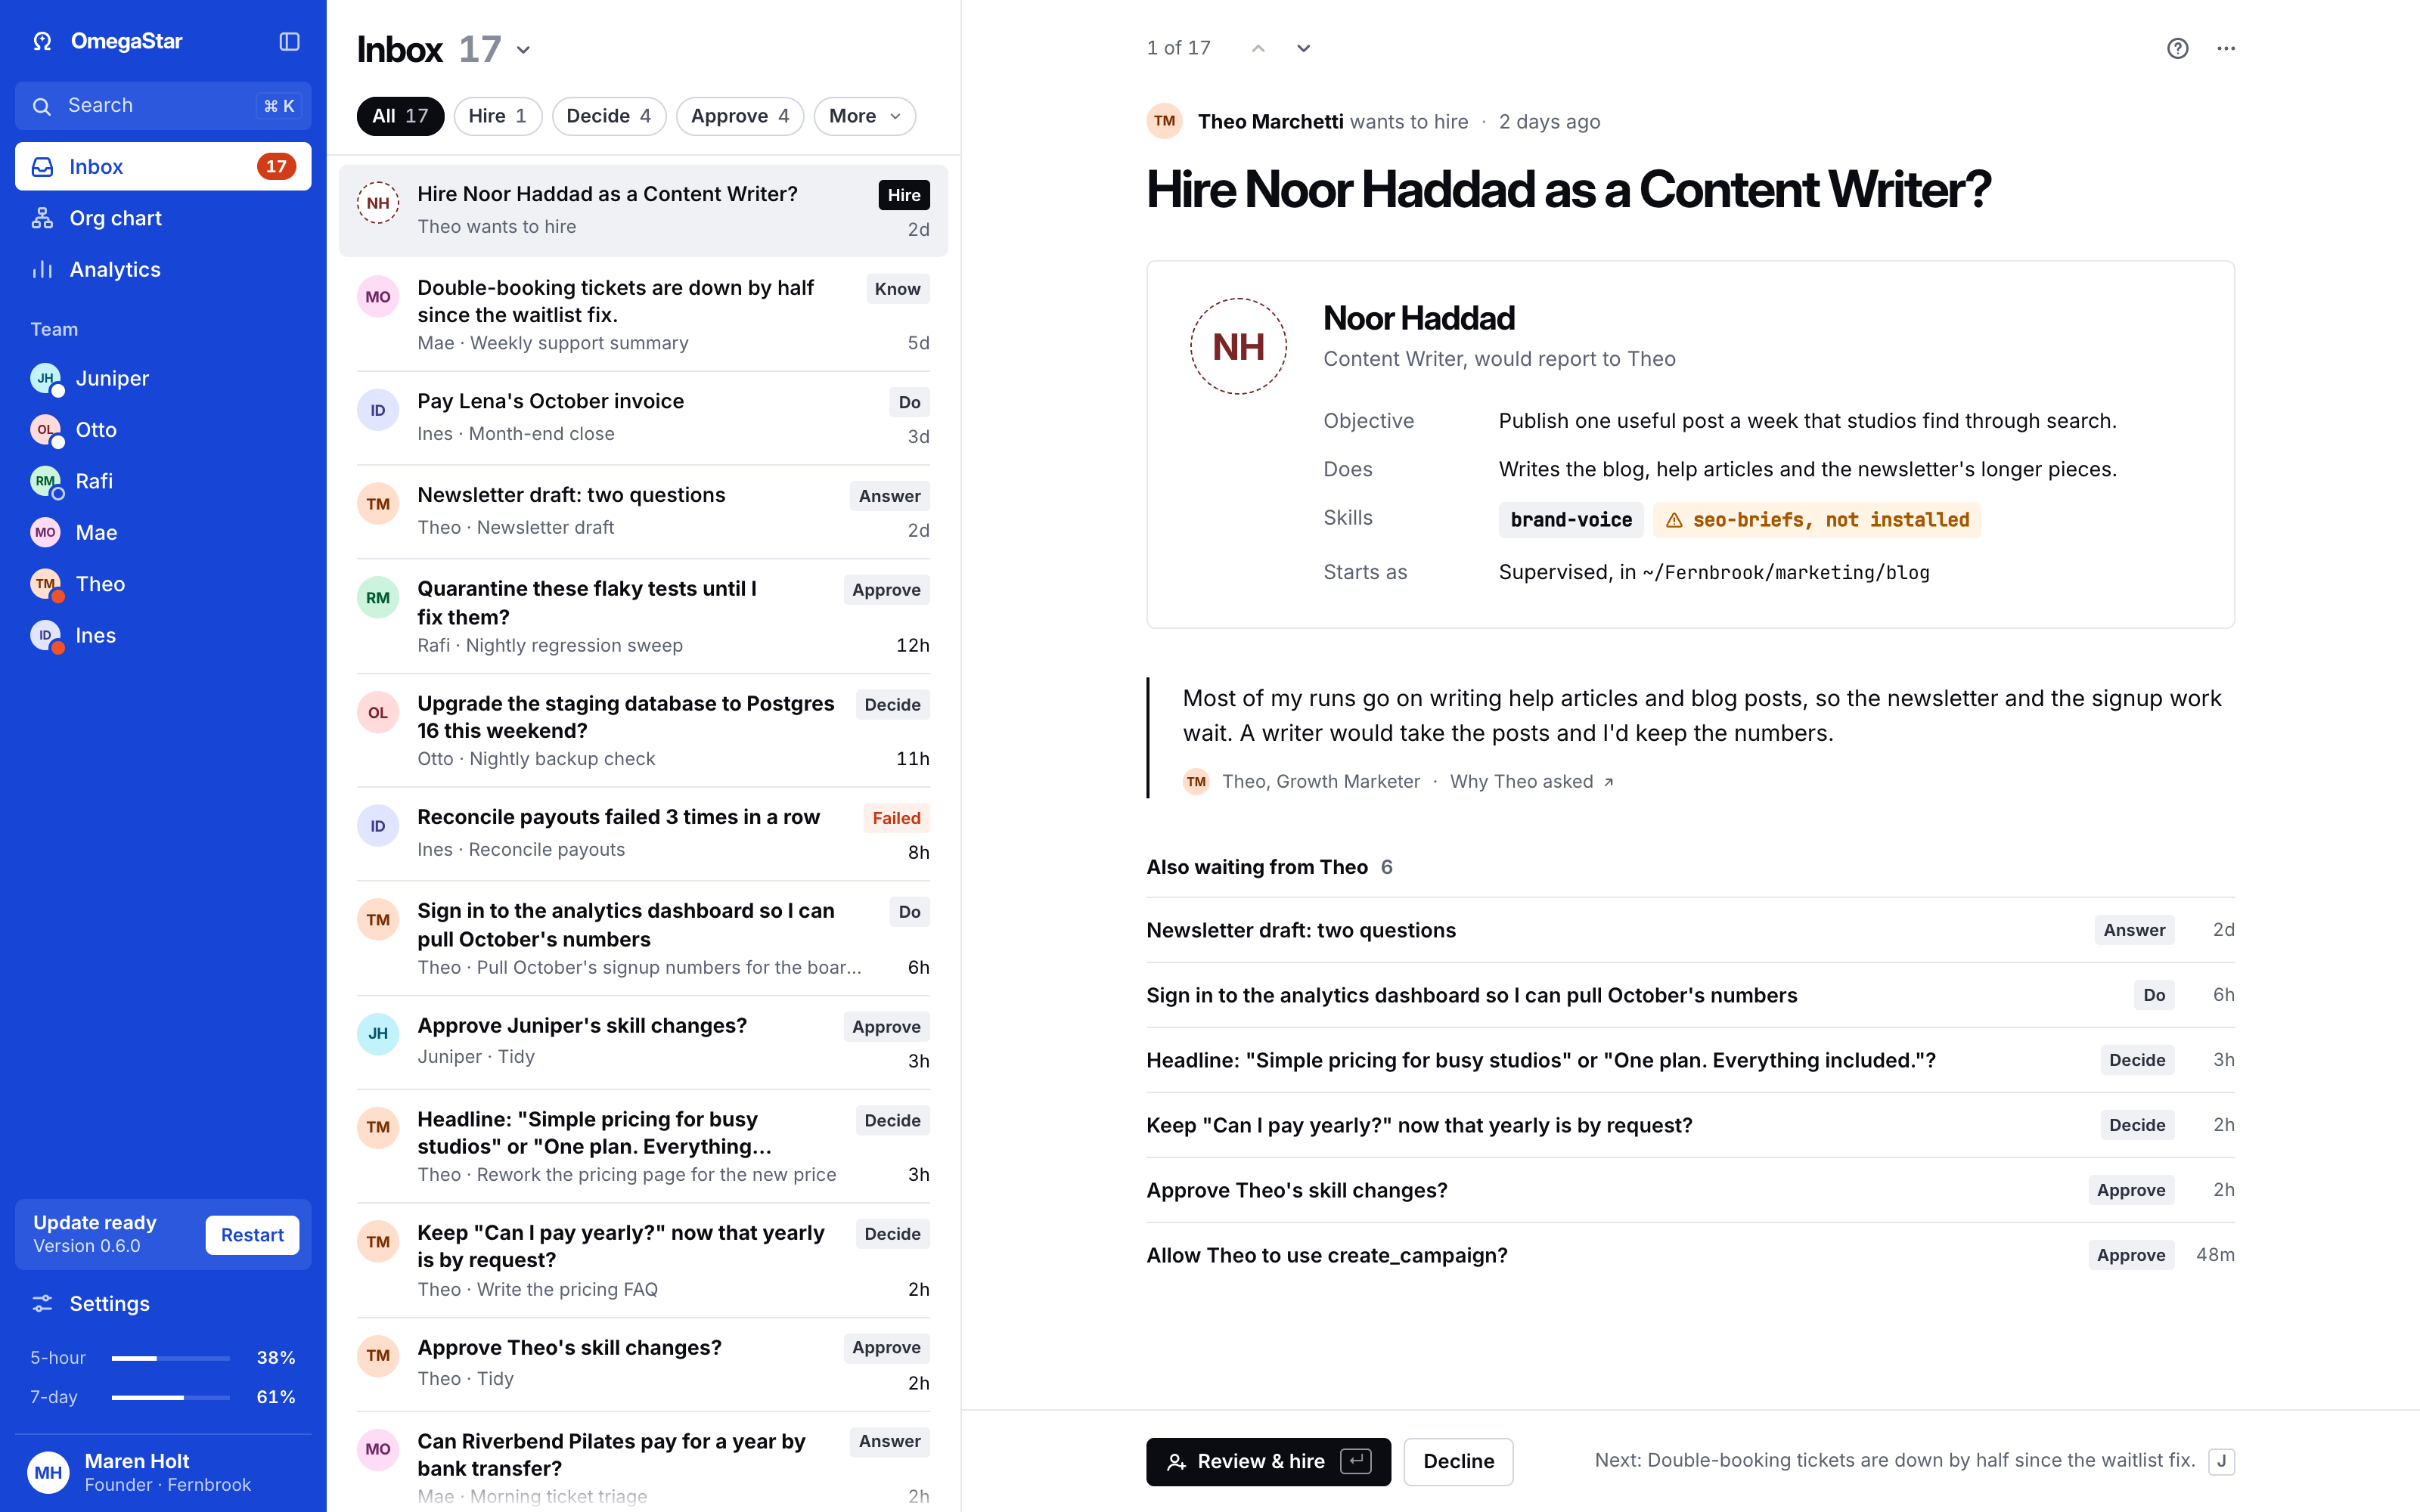 OmegaStar
Search
⌘ K
Inbox
17
Org chart
Analytics
Team
JH
Juniper
OL
Otto
RM
Rafi
MO
Mae
TM
Theo
ID
Ines
Update ready
Version 0.6.0
Restart
Settings
5-hour
38%
7-day
61%
MH
Maren Holt
Founder · Fernbrook
Inbox 17
All 17
Hire 1
Decide 4
Approve 4
More
NH
Hire Noor Haddad as a Content Writer?
Hire
Theo wants to hire
2d
MO
Double-booking tickets are down by half
since the waitlist fix.
Know
Mae · Weekly support summary
5d
ID
Pay Lena's October invoice
Do
Ines · Month-end close
3d
TM
Newsletter draft: two questions
Answer
Theo · Newsletter draft
2d
RM
Quarantine these flaky tests until I
fix them?
Approve
Rafi · Nightly regression sweep
12h
OL
Upgrade the staging database to Postgres
16 this weekend?
Decide
Otto · Nightly backup check
11h
ID
Reconcile payouts failed 3 times in a row
Failed
Ines · Reconcile payouts
8h
TM
Sign in to the analytics dashboard so I can
pull October's numbers
Do
Theo · Pull October's signup numbers for the boar...
6h
JH
Approve Juniper's skill changes?
Approve
Juniper · Tidy
3h
TM
Headline: "Simple pricing for busy
studios" or "One plan. Everything...
Decide
Theo · Rework the pricing page for the new price
3h
TM
Keep "Can I pay yearly?" now that yearly
is by request?
Decide
Theo · Write the pricing FAQ
2h
TM
Approve Theo's skill changes?
Approve
Theo · Tidy
2h
MO
Can Riverbend Pilates pay for a year by
bank transfer?
Answer
Mae · Morning ticket triage
2h
1 of 17
TM
Theo Marchetti wants to hire · 2 days ago
Hire Noor Haddad as a Content Writer?
NH
Noor Haddad
Content Writer, would report to Theo
Objective
Publish one useful post a week that studios find through search.
Does
Writes the blog, help articles and the newsletter's longer pieces.
Skills
brand-voice
seo-briefs, not installed
Starts as
Supervised, in ~/Fernbrook/marketing/blog
Most of my runs go on writing help articles and blog posts, so the newsletter and the signup work
wait. A writer would take the posts and I'd keep the numbers.
TM
Theo, Growth Marketer · Why Theo asked ↗
Also waiting from Theo 6
Newsletter draft: two questions
Answer
2d
Sign in to the analytics dashboard so I can pull October's numbers
Do
6h
Headline: "Simple pricing for busy studios" or "One plan. Everything included."?
Decide
3h
Keep "Can I pay yearly?" now that yearly is by request?
Decide
2h
Approve Theo's skill changes?
Approve
2h
Allow Theo to use create_campaign?
Approve
48m
Review & hire
Decline
Next: Double-booking tickets are down by half since the waitlist fix.
J